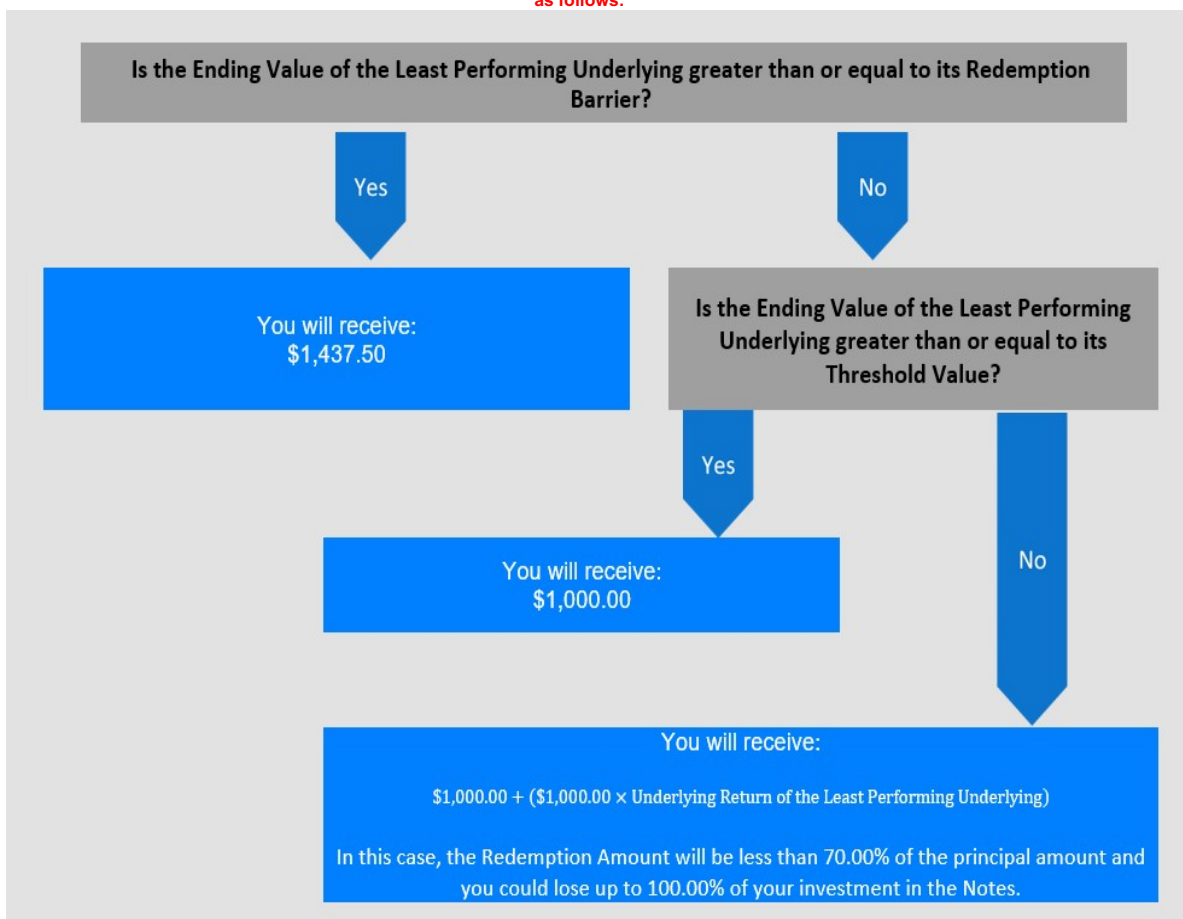 as follows:
Is the Ending Value of the Least Performing Underlying greater than or equal to its Redemption
Barrier?
Yes
No
You will receive:
$1,437.50
Is the Ending Value of the Least Performing
Underlying greater than or equal to its
Threshold Value?
Yes
No
You will receive:
$1,000.00
You will receive:
$1,000.00 + ($1,000.00 × Underlying Return of the Least Performing Underlying)
In this case, the Redemption Amount will be less than 70.00% of the principal amount and
you could lose up to 100.00% of your investment in the Notes.